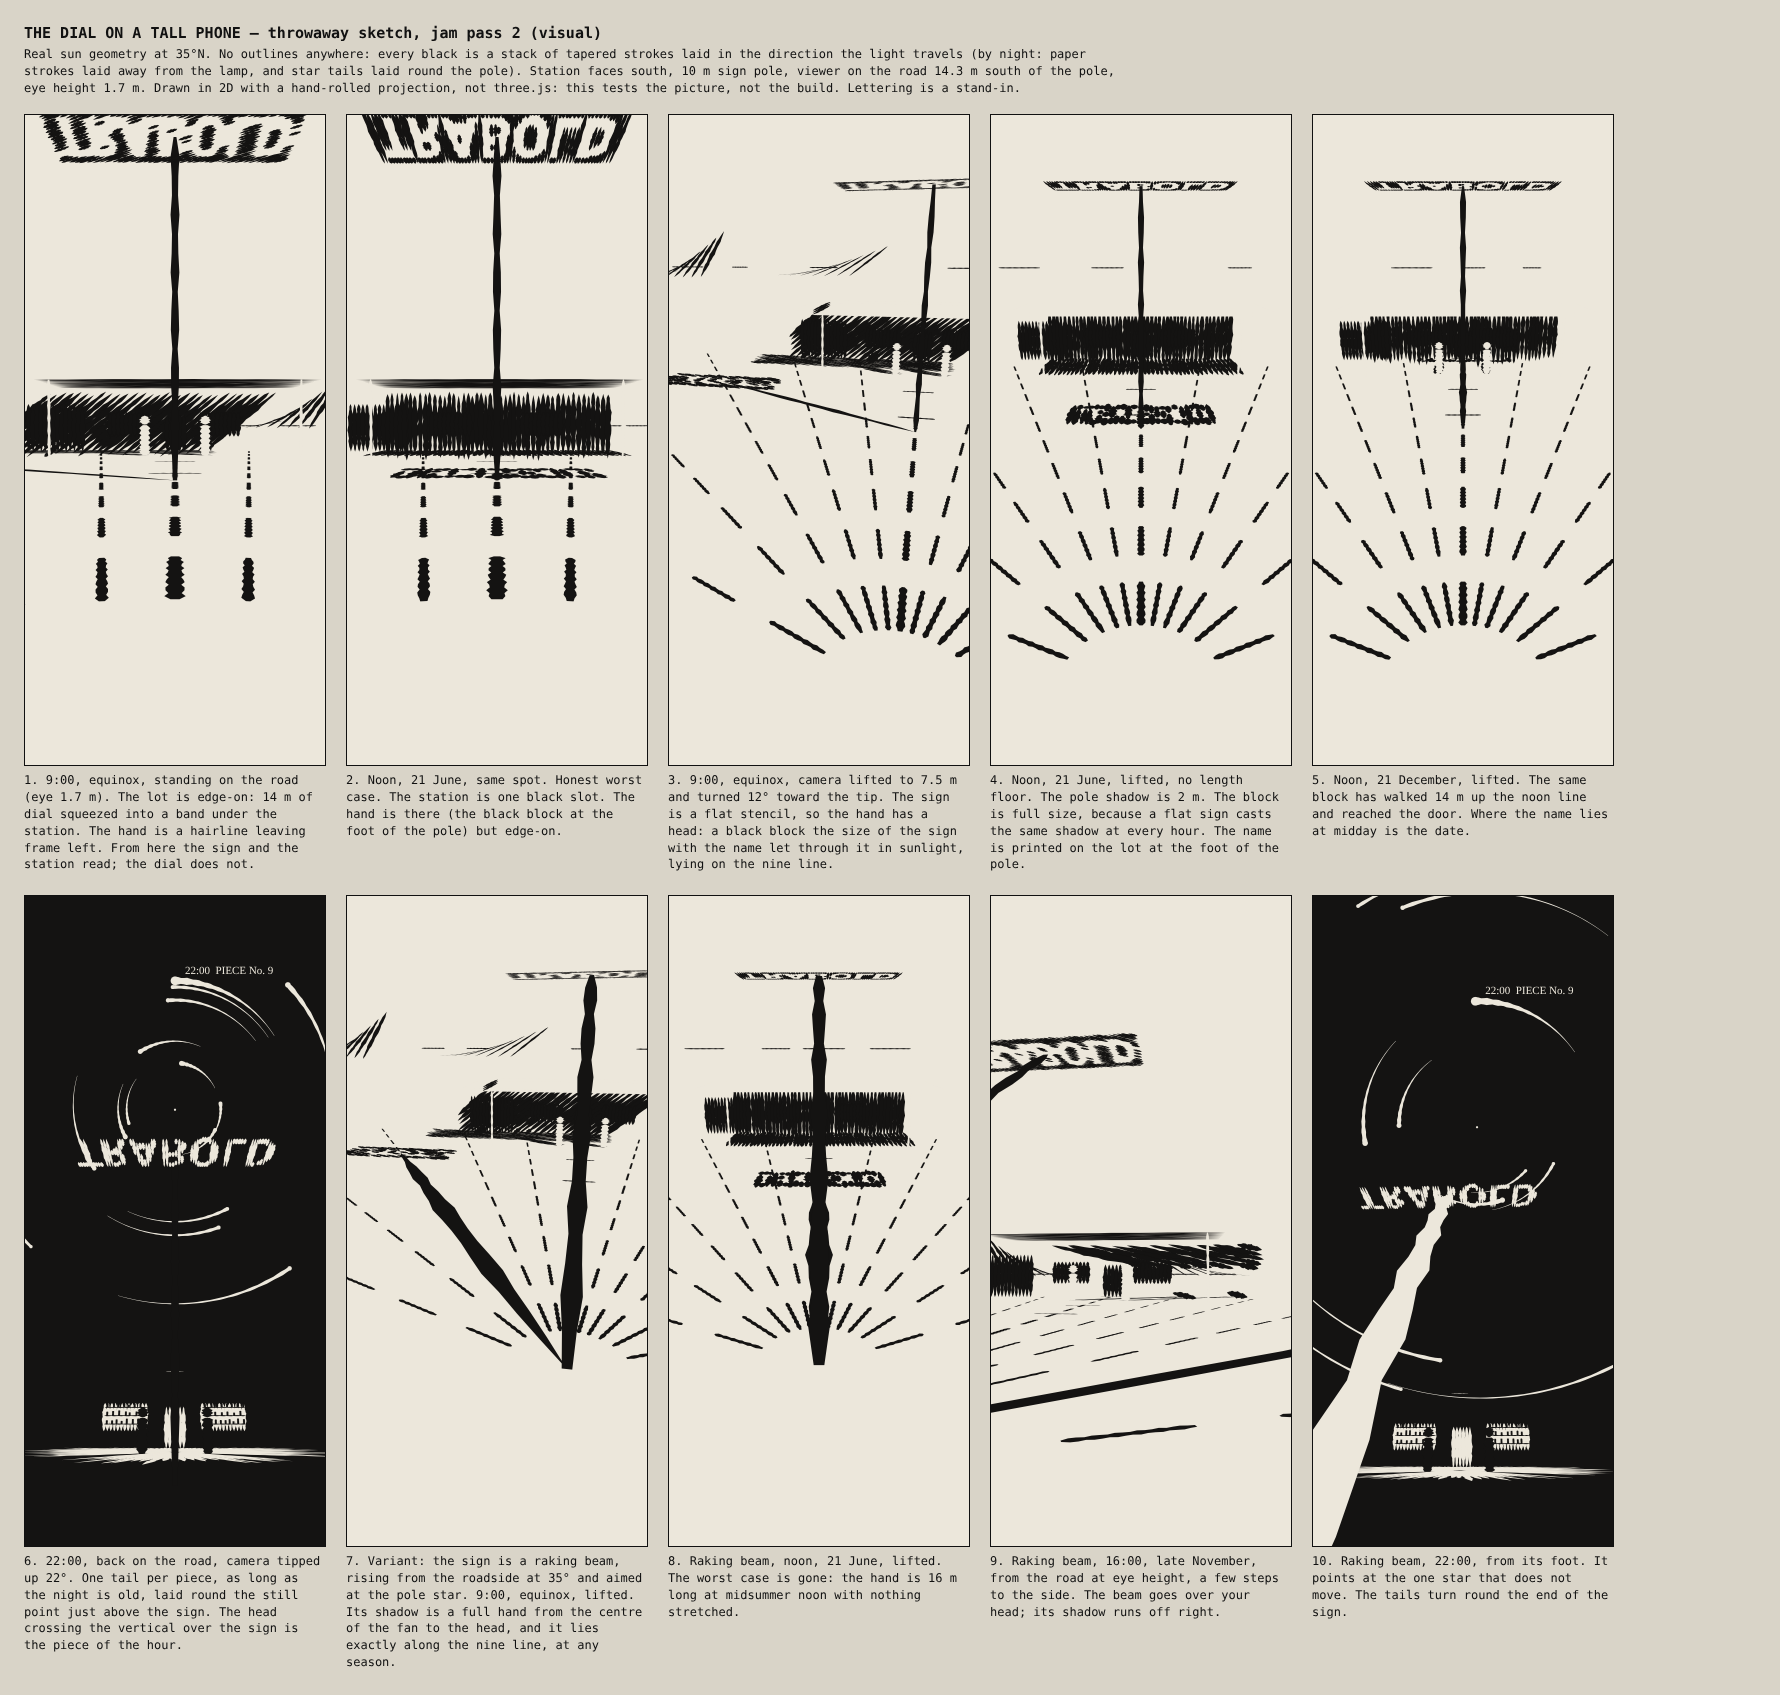 THE DIAL ON A TALL PHONE — throwaway sketch, jam pass 2 (visual)
Real sun geometry at 35°N. No outlines anywhere: every black is a stack of tapered strokes laid in the direction the light travels (by night: paper
strokes laid away from the lamp, and star tails laid round the pole). Station faces south, 10 m sign pole, viewer on the road 14.3 m south of the pole,
eye height 1.7 m. Drawn in 2D with a hand-rolled projection, not three.js: this tests the picture, not the build. Lettering is a stand-in.
1. 9:00, equinox, standing on the road
(eye 1.7 m). The lot is edge-on: 14 m of
dial squeezed into a band under the
station. The hand is a hairline leaving
frame left. From here the sign and the
station read; the dial does not.
2. Noon, 21 June, same spot. Honest worst
case. The station is one black slot. The
hand is there (the black block at the
foot of the pole) but edge-on.
3. 9:00, equinox, camera lifted to 7.5 m
and turned 12° toward the tip. The sign
is a flat stencil, so the hand has a
head: a black block the size of the sign
with the name let through it in sunlight,
lying on the nine line.
4. Noon, 21 June, lifted, no length
floor. The pole shadow is 2 m. The block
is full size, because a flat sign casts
the same shadow at every hour. The name
is printed on the lot at the foot of the
pole.
5. Noon, 21 December, lifted. The same
block has walked 14 m up the noon line
and reached the door. Where the name lies
at midday is the date.
22:00 PIECE No. 9
TRAROLD
22:00 PIECE No. 9
TRAROLD
6. 22:00, back on the road, camera tipped
up 22°. One tail per piece, as long as
the night is old, laid round the still
point just above the sign. The head
crossing the vertical over the sign is
the piece of the hour.
7. Variant: the sign is a raking beam,
rising from the roadside at 35° and aimed
at the pole star. 9:00, equinox, lifted.
Its shadow is a full hand from the centre
of the fan to the head, and it lies
exactly along the nine line, at any
season.
8. Raking beam, noon, 21 June, lifted.
The worst case is gone: the hand is 16 m
long at midsummer noon with nothing
stretched.
9. Raking beam, 16:00, late November,
from the road at eye height, a few steps
to the side. The beam goes over your
head; its shadow runs off right.
10. Raking beam, 22:00, from its foot. It
points at the one star that does not
move. The tails turn round the end of the
sign.